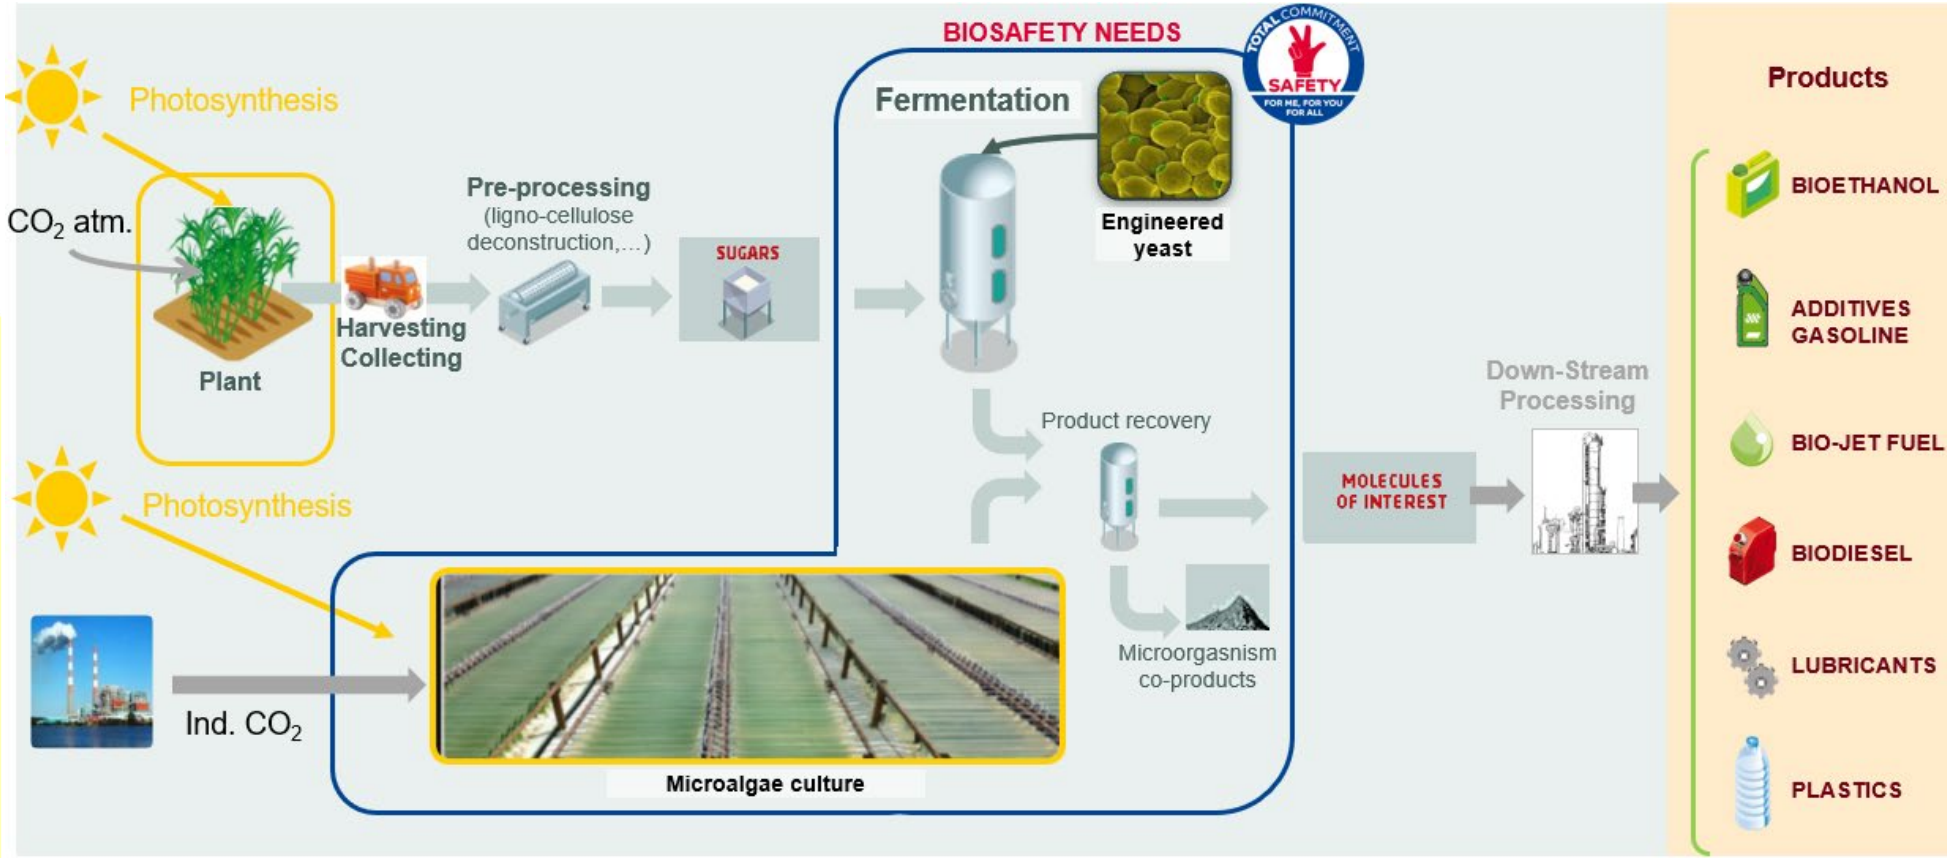 BIOSAFETY NEEDS
TOTAL COMMITMENT
SAFETY
FOR ME, FOR YOU
FOR ALL
Products
Photosynthesis
Fermentation
CO₂ atm.
Pre-processing
(ligno-cellulose
deconstruction,...)
SUGARS
Engineered
yeast
Harvesting
Collecting
Plant
BIOETHANOL
ADDITIVES
GASOLINE
Down-Stream
Processing
Product recovery
BIO-JET FUEL
MOLECULES
OF INTEREST
Photosynthesis
BIODIESEL
Microorgasnism
co-products
LUBRICANTS
Ind. CO₂
Microalgae culture
PLASTICS